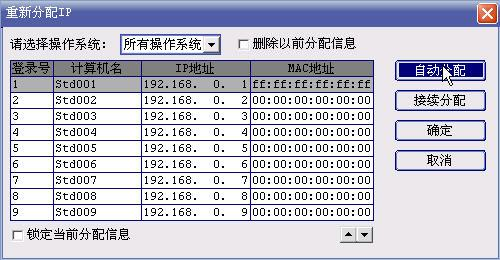 重新分配IP
请选择操作系统: 所有操作系统 删除以前分配信息
登录号 计算机名 IP地址 MAC地址
1 Std001 192.168. 0. 1 ff:ff:ff:ff:ff:ff
2 Std002 192.168. 0. 2 00:00:00:00:00:00
3 Std003 192.168. 0. 3 00:00:00:00:00:00
4 Std004 192.168. 0. 4 00:00:00:00:00:00
5 Std005 192.168. 0. 5 00:00:00:00:00:00
6 Std006 192.168. 0. 6 00:00:00:00:00:00
7 Std007 192.168. 0. 7 00:00:00:00:00:00
8 Std008 192.168. 0. 8 00:00:00:00:00:00
9 Std009 192.168. 0. 9 00:00:00:00:00:00
锁定当前分配信息
自动分配
接续分配
确定
取消